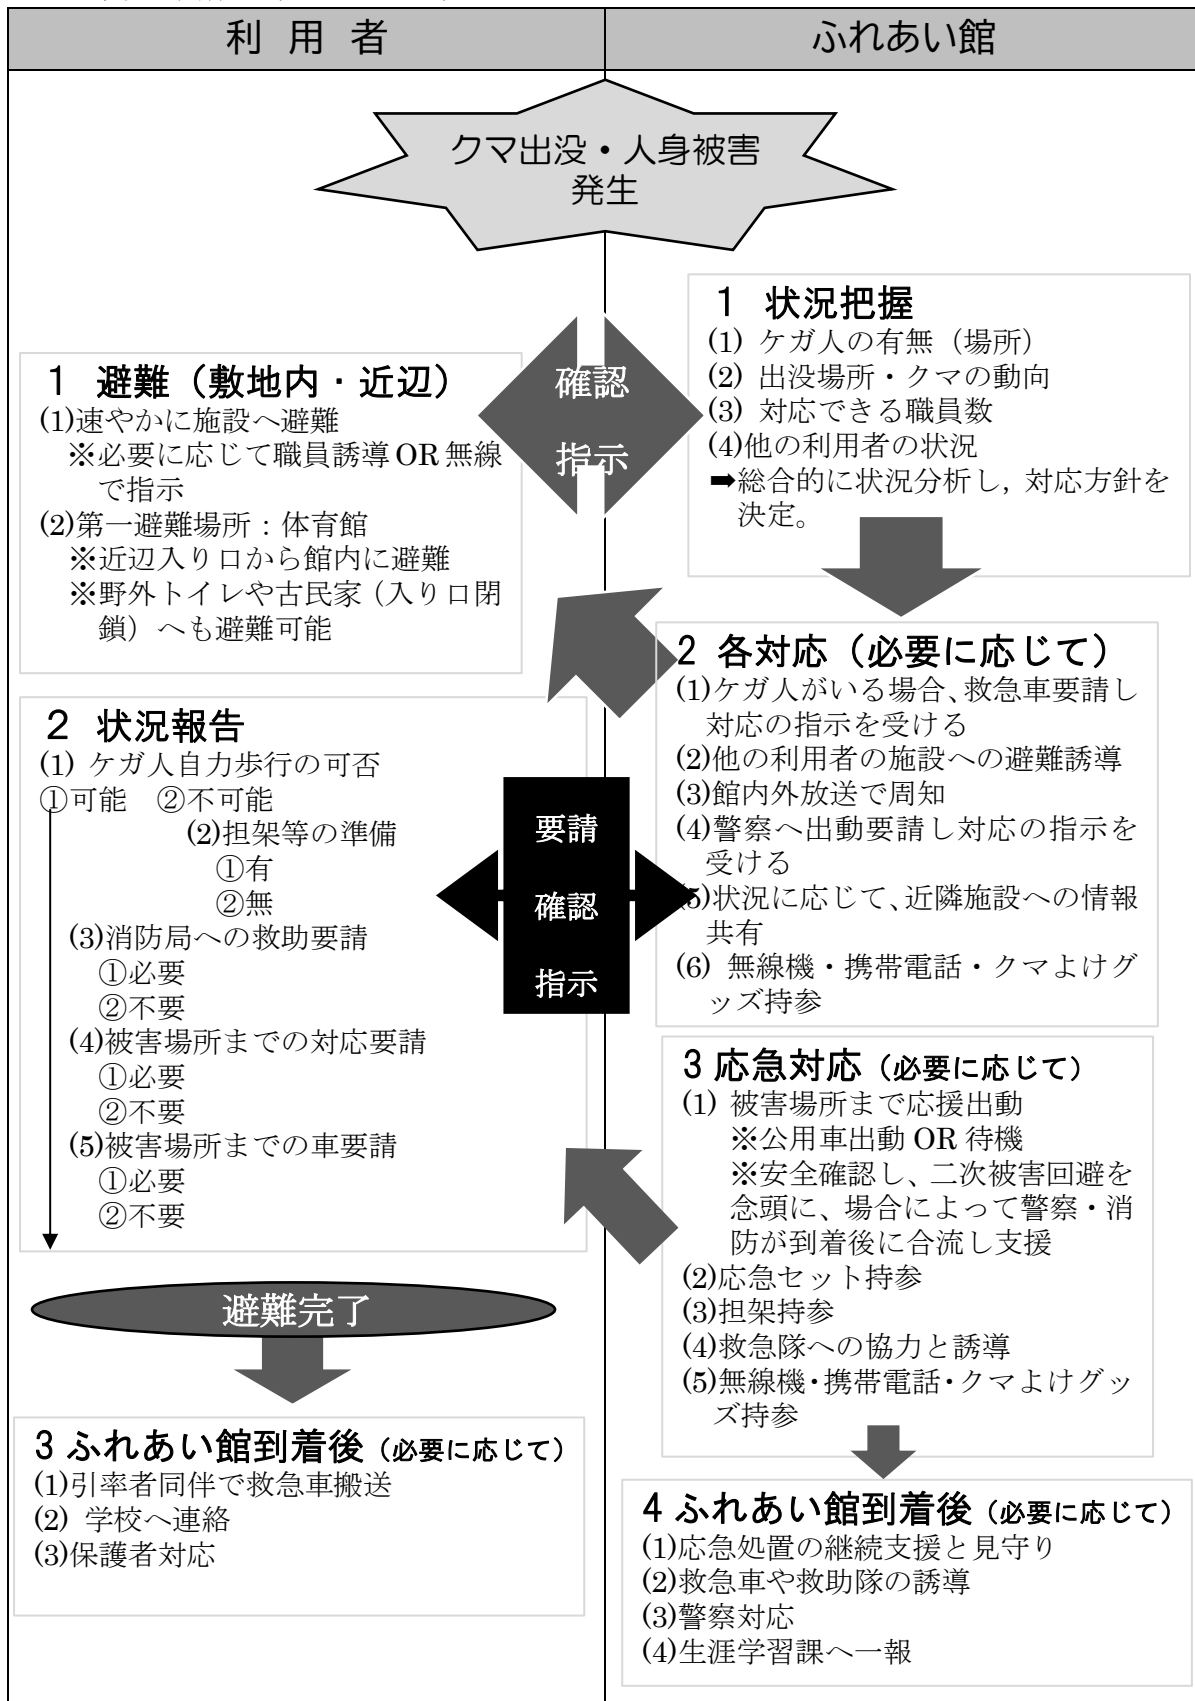 利 用 者
ふれあい館
クマ出没・人身被害
発生
1 状況把握
(1) ケガ人の有無（場所）
(2) 出没場所・クマの動向
(3) 対応できる職員数
(4)他の利用者の状況
➡総合的に状況分析し,対応方針を
決定。
確認
指示
1 避難（敷地内・近辺）
(1)速やかに施設へ避難
※必要に応じて職員誘導 OR 無線
で指示
(2)第一避難場所：体育館
※近辺入り口から館内に避難
※野外トイレや古民家（入り口閉
鎖）へも避難可能
2 各対応（必要に応じて）
(1)ケガ人がいる場合、救急車要請し
対応の指示を受ける
(2)他の利用者の施設への避難誘導
(3)館内外放送で周知
(4)警察へ出動要請し対応の指示を
受ける
(5)状況に応じて、近隣施設への情報
共有
(6) 無線機・携帯電話・クマよけグ
ッズ持参
2 状況報告
(1) ケガ人自力歩行の可否
①可能 ②不可能
(2)担架等の準備
①有
②無
(3)消防局への救助要請
①必要
②不要
(4)被害場所までの対応要請
①必要
②不要
(5)被害場所までの車要請
①必要
②不要
要請
確認
指示
3 応急対応（必要に応じて）
(1) 被害場所まで応援出動
※公用車出動 OR 待機
※安全確認し、二次被害回避を
念頭に、場合によって警察・消
防が到着後に合流し支援
(2)応急セット持参
(3)担架持参
(4)救急隊への協力と誘導
(5)無線機・携帯電話・クマよけグッ
ズ持参
避難完了
3 ふれあい館到着後（必要に応じて）
(1)引率者同伴で救急車搬送
(2) 学校へ連絡
(3)保護者対応
4 ふれあい館到着後（必要に応じて）
(1)応急処置の継続支援と見守り
(2)救急車や救助隊の誘導
(3)警察対応
(4)生涯学習課へ一報